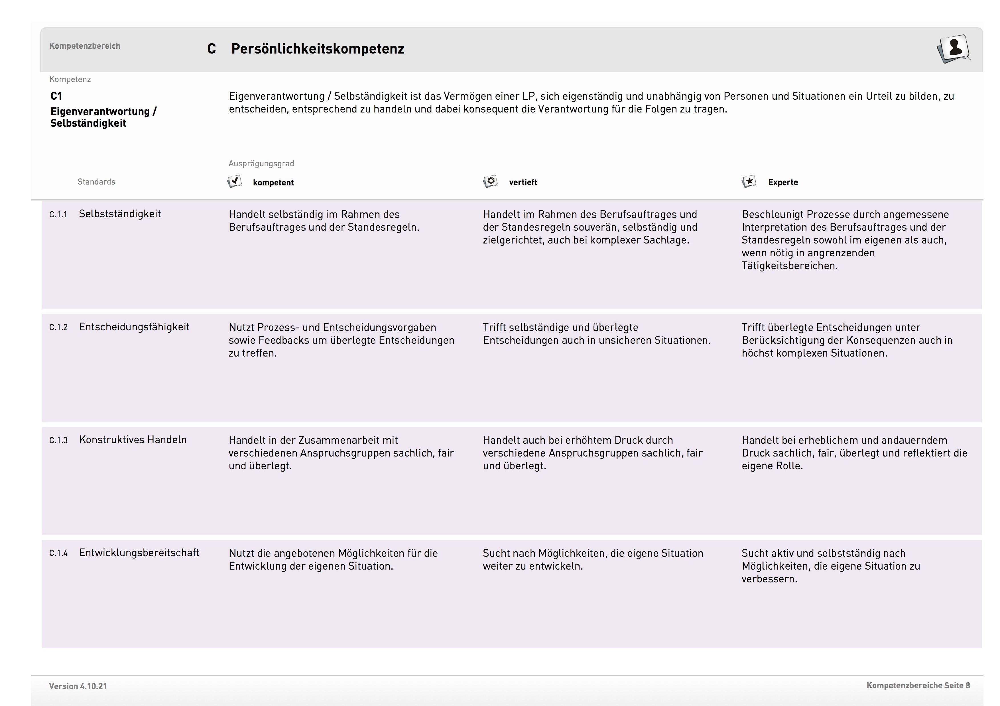 Kompetenzbereich
C Persönlichkeitskompetenz
Kompetenz
C1
Eigenverantwortung /
Selbständigkeit
Eigenverantwortung / Selbständigkeit ist das Vermögen einer LP, sich eigenständig und unabhängig von Personen und Situationen ein Urteil zu bilden, zu
entscheiden, entsprechend zu handeln und dabei konsequent die Verantwortung für die Folgen zu tragen.
Ausprägungsgrad
Standards
kompetent
vertieft
Experte
C.1.1 Selbstständigkeit
Handelt selbständig im Rahmen des
Berufsauftrages und der Standesregeln.
Handelt im Rahmen des Berufsauftrages und
der Standesregeln souverän, selbständig und
zielgerichtet, auch bei komplexer Sachlage.
Beschleunigt Prozesse durch angemessene
Interpretation des Berufsauftrages und der
Standesregeln sowohl im eigenen als auch,
wenn nötig in angrenzenden
Tätigkeitsbereichen.
C.1.2 Entscheidungsfähigkeit
Nutzt Prozess- und Entscheidungsvorgaben
sowie Feedbacks um überlegte Entscheidungen
zu treffen.
Trifft selbständige und überlegte
Entscheidungen auch in unsicheren Situationen.
Trifft überlegte Entscheidungen unter
Berücksichtigung der Konsequenzen auch in
höchst komplexen Situationen.
C.1.3 Konstruktives Handeln
Handelt in der Zusammenarbeit mit
verschiedenen Anspruchsgruppen sachlich, fair
und überlegt.
Handelt auch bei erhöhtem Druck durch
verschiedene Anspruchsgruppen sachlich, fair
und überlegt.
Handelt bei erheblichem und andauerndem
Druck sachlich, fair, überlegt und reflektiert die
eigene Rolle.
C.1.4 Entwicklungsbereitschaft
Nutzt die angebotenen Möglichkeiten für die
Entwicklung der eigenen Situation.
Sucht nach Möglichkeiten, die eigene Situation
weiter zu entwickeln.
Sucht aktiv und selbstständig nach
Möglichkeiten, die eigene Situation zu
verbessern.
Version 4.10.21
Kompetenzbereiche Seite 8